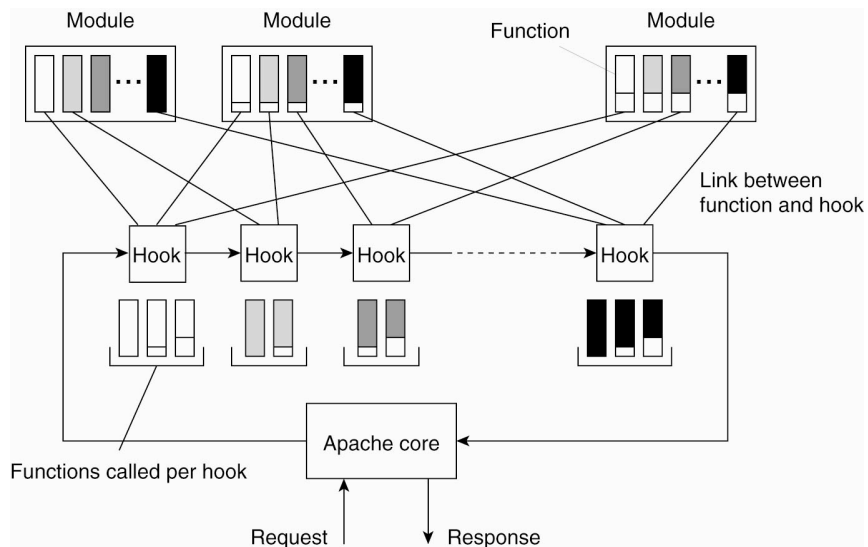 Module
Module
Module
Function
Link between
function and hook
Hook
Hook
Hook
Hook
Apache core
Functions called per hook
Request
Response